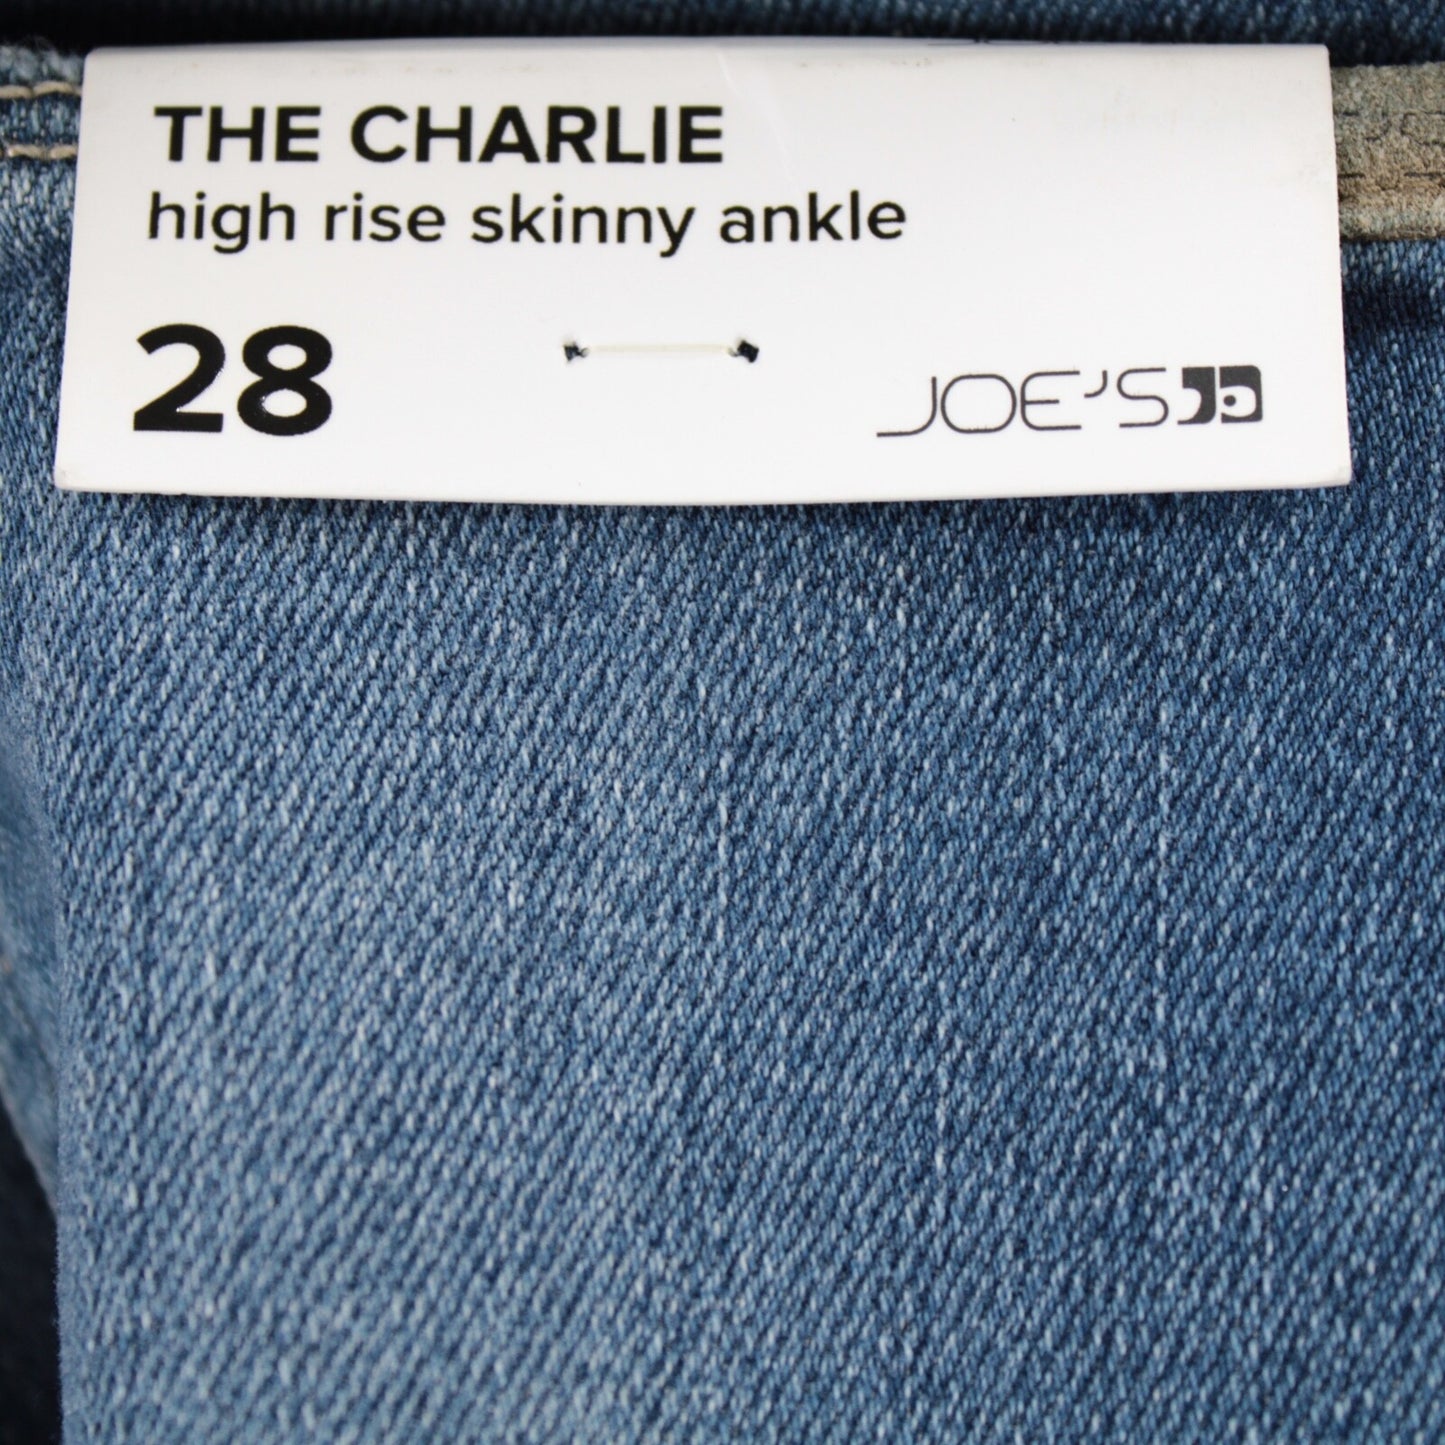 THE CHARLIE
high rise skinny ankle
28
JOE'S